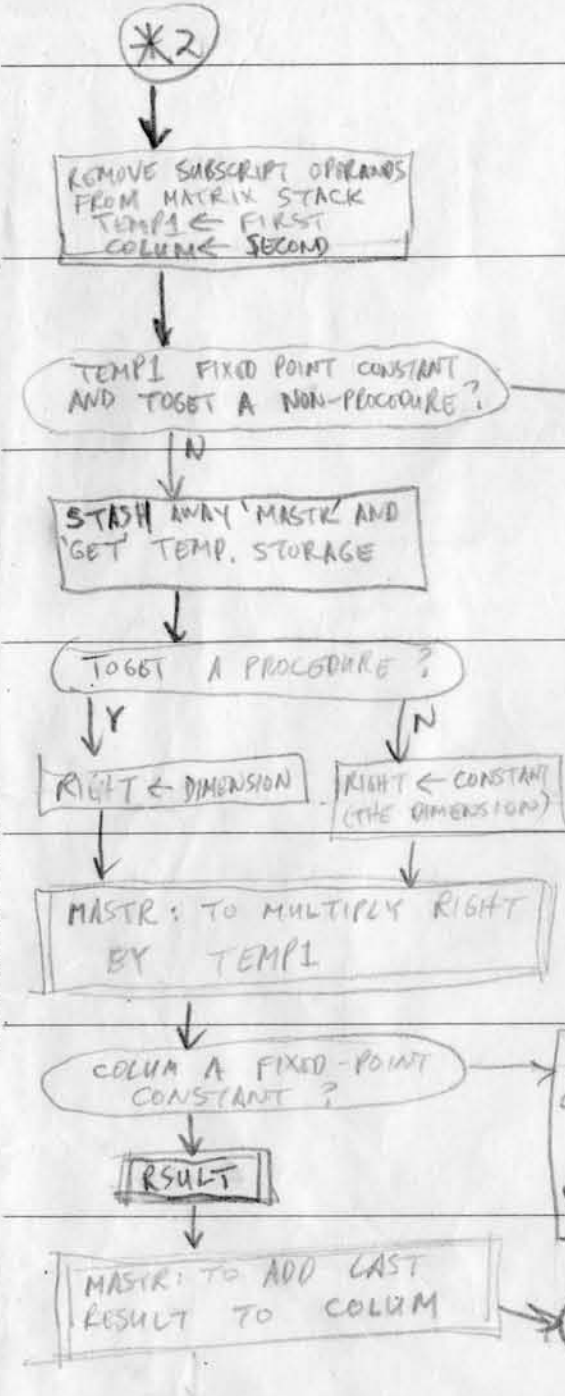 *2
REMOVE SUBSCRIPT OPERANDS
FROM MATRIX STACK
TEMP1 ← FIRST
COLUM ← SECOND
TEMP1 FIXED POINT CONSTANT
AND TOGET A NON-PROCEDURE?
N
STASH AWAY 'MASTR' AND
'GET' TEMP. STORAGE
TOGET A PROCEDURE ?
Y
N
RIGHT ← DIMENSION
RIGHT ← CONSTANT
(THE DIMENSION)
MASTR: TO MULTIPLY RIGHT
BY TEMP1
COLUM A FIXED-POINT
CONSTANT ?
RSULT
MASTR: TO ADD LAST
RESULT TO COLUM